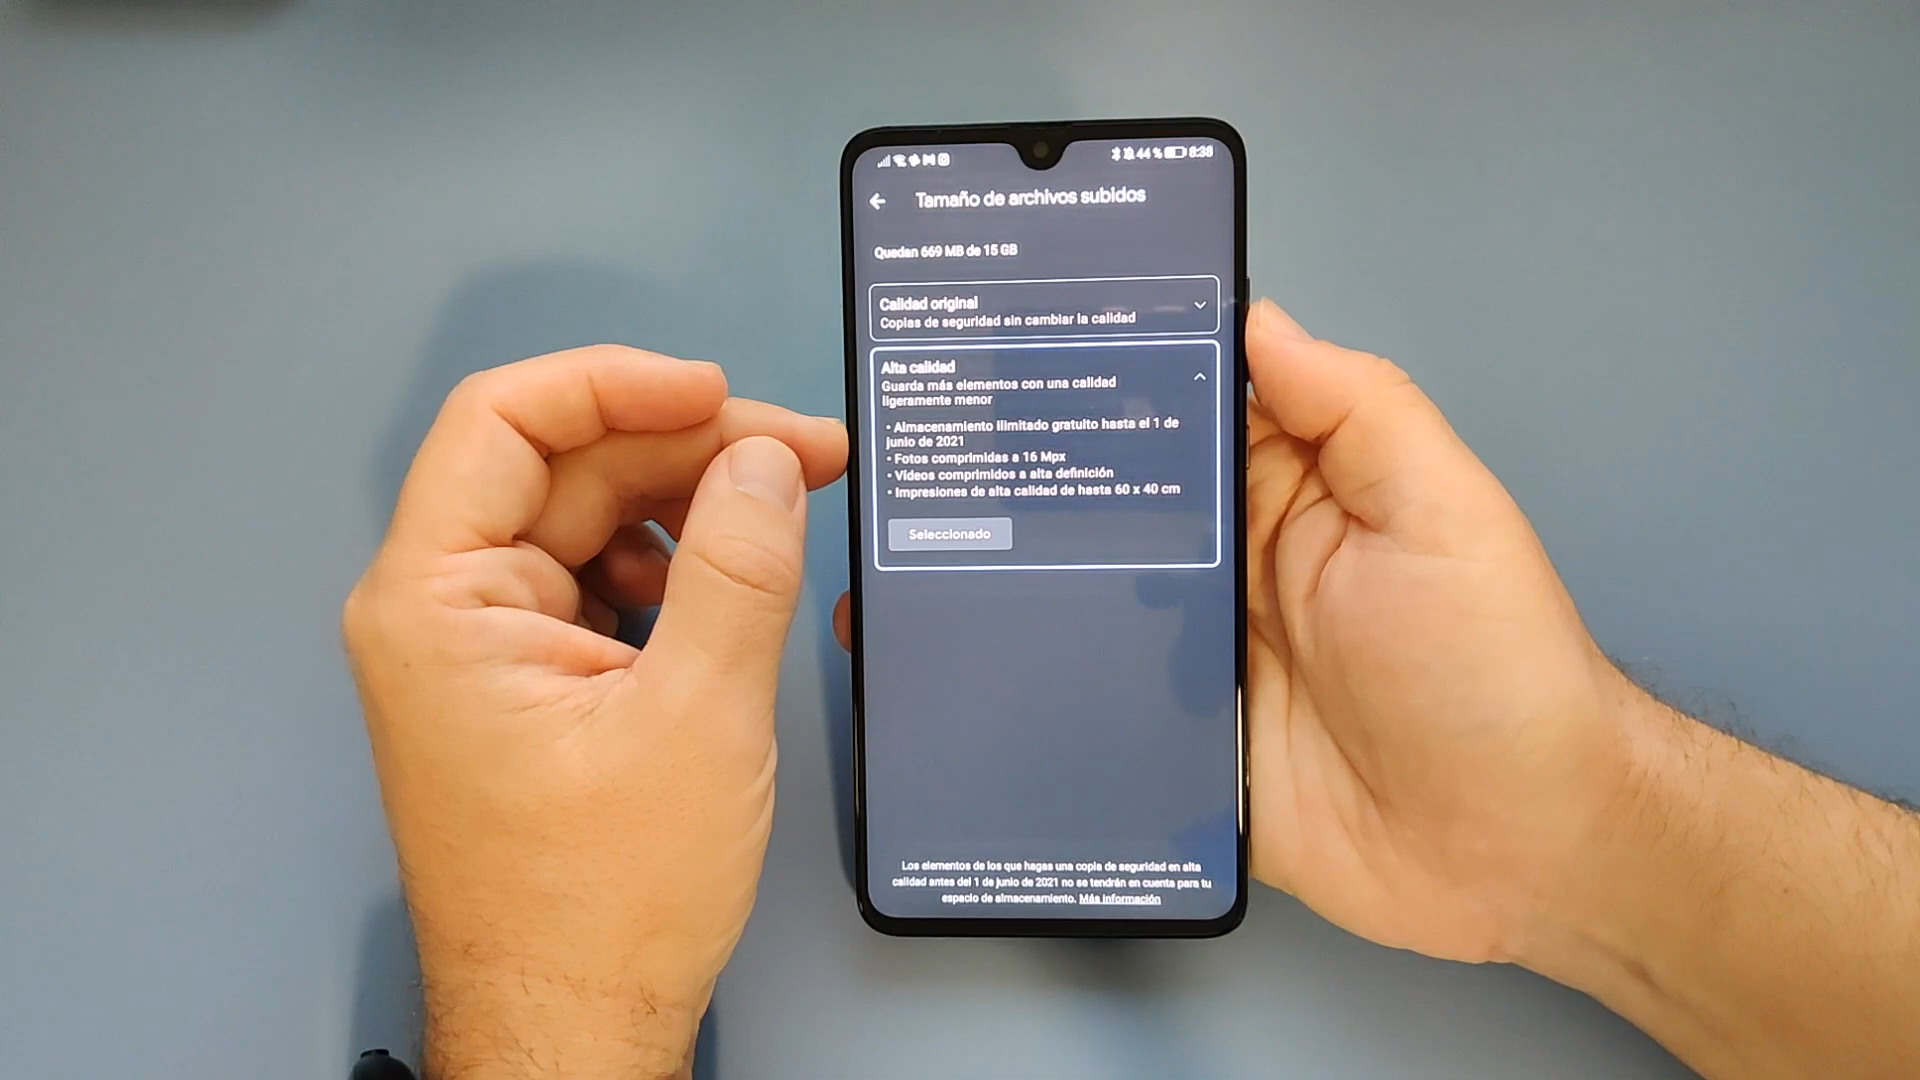 44 % 8:38
Tamaño de archivos subidos
Quedan 669 MB de 15 GB
Calidad original
Copias de seguridad sin cambiar la calidad
Alta calidad
Guarda más elementos con una calidad
ligeramente menor
• Almacenamiento ilimitado gratuito hasta el 1 de
junio de 2021
• Fotos comprimidas a 16 Mpx
• Vídeos comprimidos a alta definición
• Impresiones de alta calidad de hasta 60 x 40 cm
Seleccionado
Los elementos de los que hagas una copia de seguridad en alta
calidad antes del 1 de junio de 2021 no se tendrán en cuenta para tu
espacio de almacenamiento. Más información